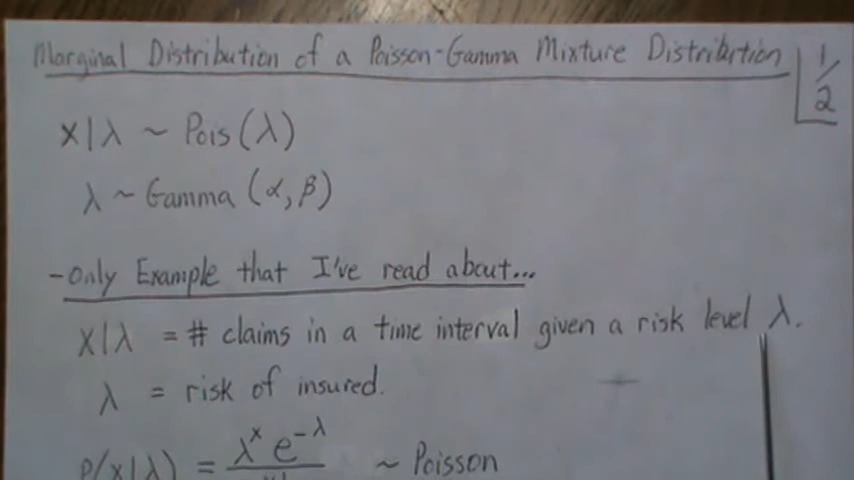 Marginal Distribution of a Poisson-Gamma Mixture Distribution 1/2
X|λ ~ Pois(λ)
λ ~ Gamma (α, β)
-Only Example that I've read about...
X|λ = # claims in a time interval given a risk level λ.
λ = risk of insured.
P(X|λ) = λ^x e^-λ / x! ~ Poisson